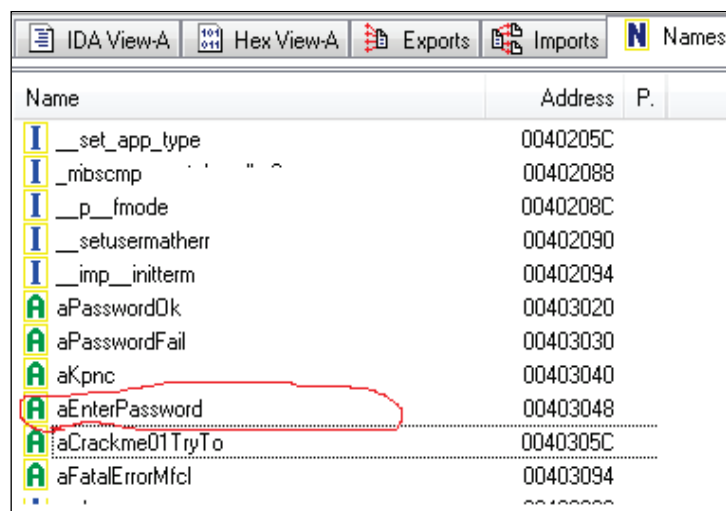 IDA View-A Hex View-A Exports Imports N Names
Name Address P.
I __set_app_type 0040205C
I _mbscmp 00402088
I __p__fmode 0040208C
I __setusermatherr 00402090
I __imp__initterm 00402094
A aPasswordOk 00403020
A aPasswordFail 00403030
A aKpnc 00403040
A aEnterPassword 00403048
A aCrackme01TryTo 0040305C
A aFatalErrorMfcl 00403094